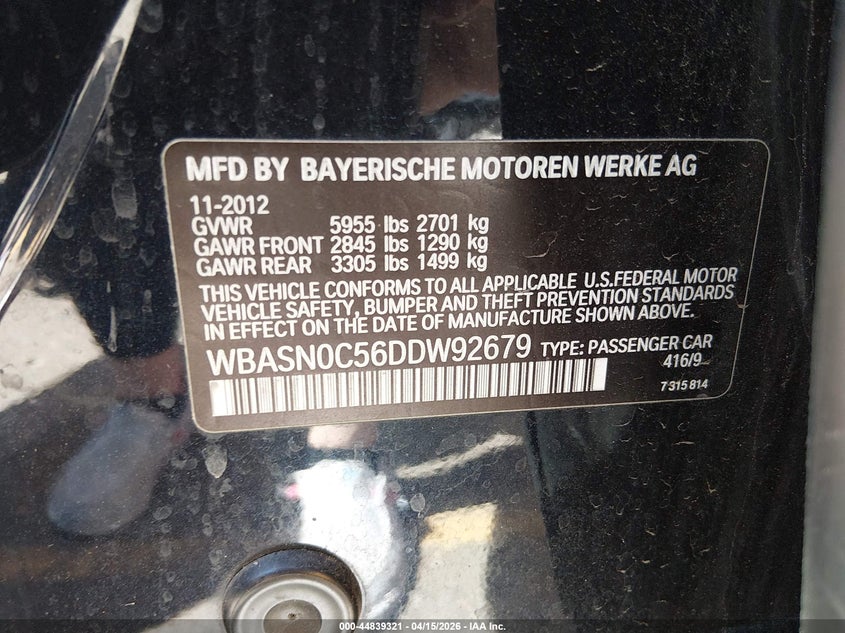 MFD BY BAYERISCHE MOTOREN WERKE AG
11-2012
GVWR 5955 lbs 2701 kg
GAWR FRONT 2845 lbs 1290 kg
GAWR REAR 3305 lbs 1499 kg
THIS VEHICLE CONFORMS TO ALL APPLICABLE U.S.FEDERAL MOTOR
VEHICLE SAFETY, BUMPER AND THEFT PREVENTION STANDARDS
IN EFFECT ON THE DATE OF MANUFACTURE SHOWN ABOVE.
WBASN0C56DDW92679 TYPE: PASSENGER CAR
416/9
7 315 814
000-44839321 - 04/15/2026 - IAA Inc.